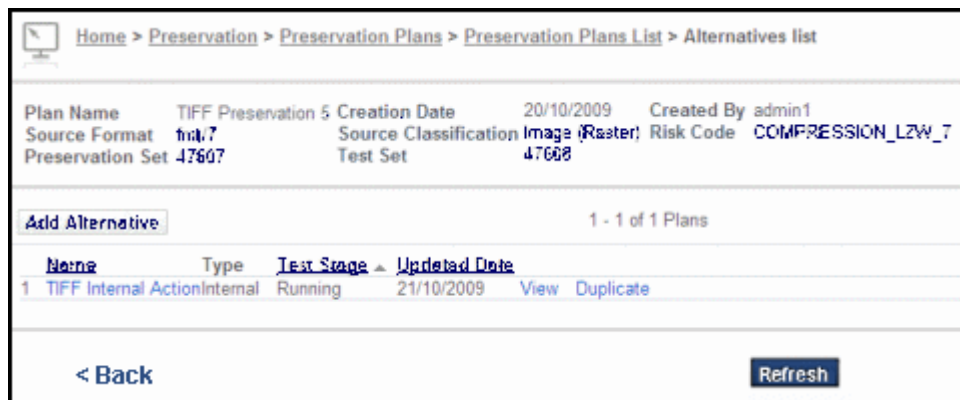 Home > Preservation > Preservation Plans > Preservation Plans List > Alternatives list
Plan Name TIFF Preservation 5 Creation Date 20/10/2009 Created By admin1
Source Format fmt/7 Source Classification Image (Raster) Risk Code COMPRESSION_LZW_7
Preservation Set 47607 Test Set 47608
Add Alternative 1 - 1 of 1 Plans
Name Type Test Stage Updated Date
1 TIFF Internal Action Internal Running 21/10/2009 View Duplicate
< Back Refresh